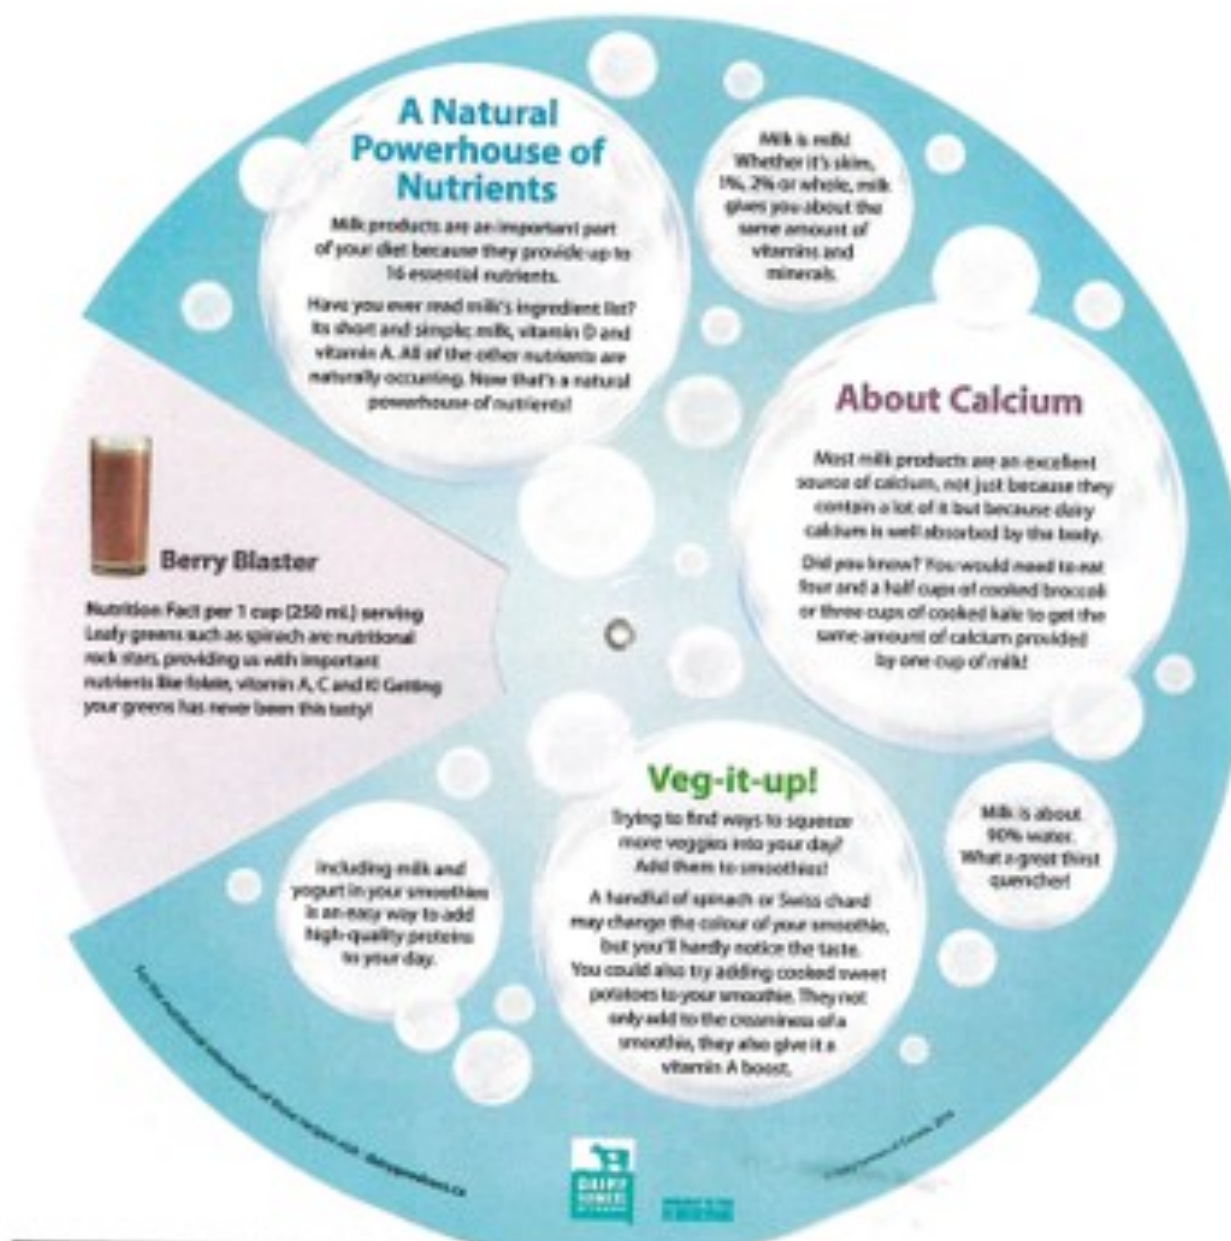 A Natural
Powerhouse of
Nutrients
Milk products are an important part
of your diet because they provide up to
16 essential nutrients.
Have you ever read milk's ingredient list?
Its short and simple; milk, vitamin D and
vitamin A. All of the other nutrients are
naturally occurring. Now that's a natural
powerhouse of nutrients!
Milk is milk!
Whether it's skim,
1%, 2% or whole, milk
gives you about the
same amount of
vitamins and
minerals.
About Calcium
Most milk products are an excellent
source of calcium, not just because they
contain a lot of it but because dairy
calcium is well absorbed by the body.
Did you know? You would need to eat
four and a half cups of cooked broccoli
or three cups of cooked kale to get the
same amount of calcium provided
by one cup of milk!
Berry Blaster
Nutrition Fact per 1 cup (250 mL) serving
Leafy greens such as spinach are nutritional
rock stars, providing us with important
nutrients like folate, vitamin A, C and K! Getting
your greens has never been this tasty!
Veg-it-up!
Trying to find ways to squeeze
more veggies into your day?
Add them to smoothies!
A handful of spinach or Swiss chard
may change the colour of your smoothie,
but you'll hardly notice the taste.
You could also try adding cooked sweet
potatoes to your smoothie. They not
only add to the creaminess of a
smoothie, they also give it a
vitamin A boost.
Milk is about
90% water.
What a great thirst
quencher!
Including milk and
yogurt in your smoothies
is an easy way to add
high-quality proteins
to your day.
For the nutritional information of these recipes visit
DAIRY
FARMERS